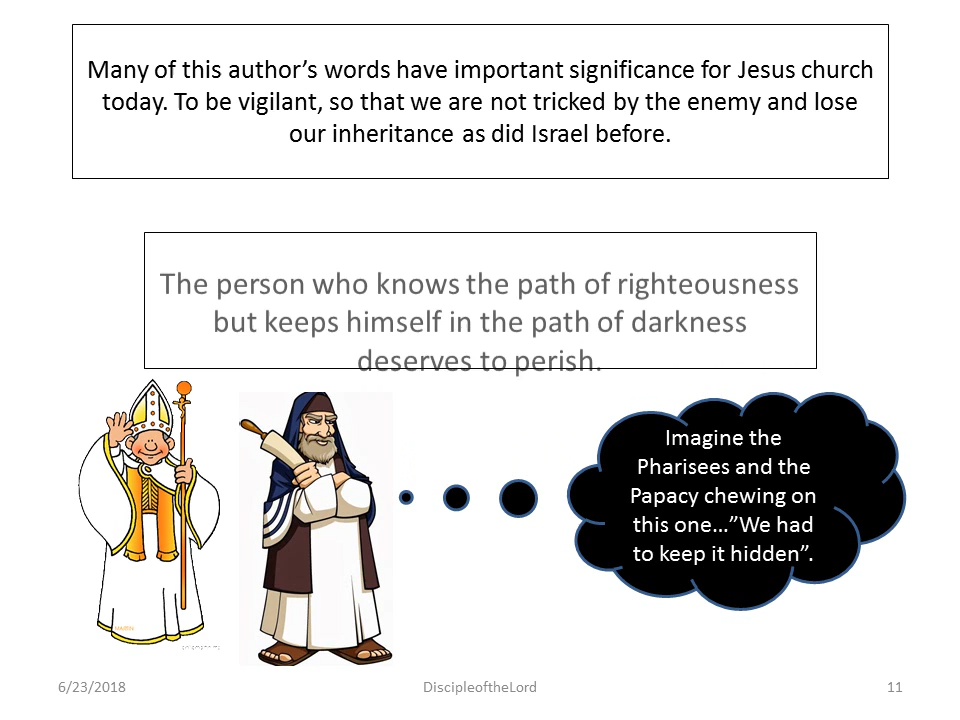 Many of this author’s words have important significance for Jesus church
today. To be vigilant, so that we are not tricked by the enemy and lose
our inheritance as did Israel before.
The person who knows the path of righteousness
but keeps himself in the path of darkness
deserves to perish.
Imagine the
Pharisees and the
Papacy chewing on
this one…”We had
to keep it hidden”.
6/23/2018
DiscipleoftheLord
11